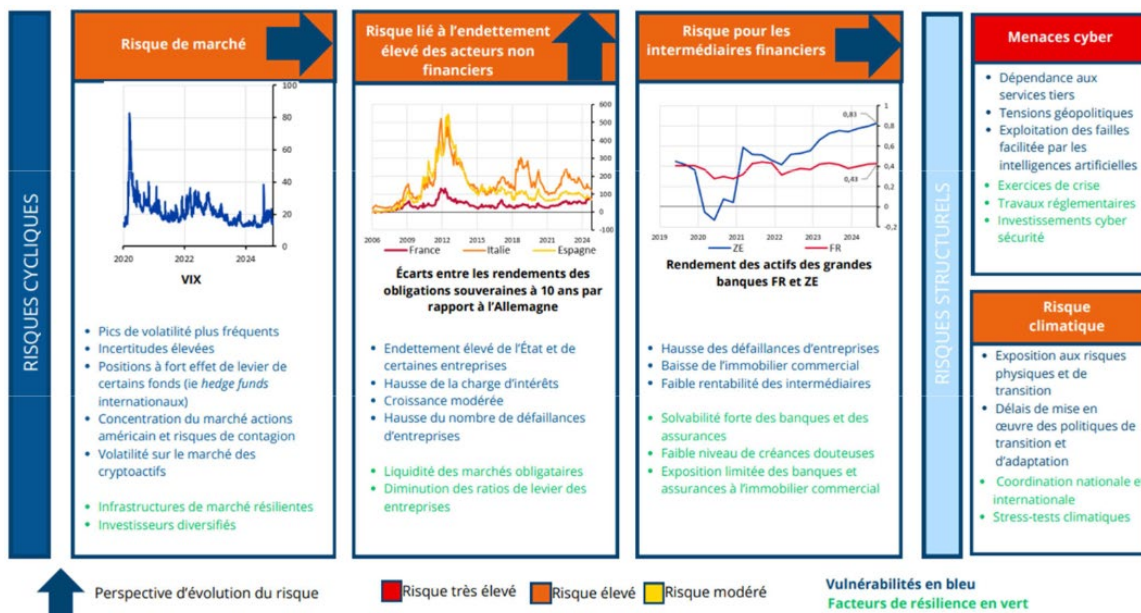 RISQUES CYCLIQUES
Risque de marché
100
80
60
40
20
0
2020
2022
2024
VIX
Pics de volatilité plus fréquents
Incertitudes élevées
Positions à fort effet de levier de
certains fonds (ie hedge funds
internationaux)
Concentration du marché actions
américain et risques de contagion
Volatilité sur le marché des
cryptoactifs
Infrastructures de marché résilientes
Investisseurs diversifiés
Risque lié à l'endettement
élevé des acteurs non
financiers
600
500
400
300
200
100
0
-100
2006
2009
2012
2015
2018
2021
2024
France
Italie
Espagne
Écarts entre les rendements des
obligations souveraines à 10 ans par
rapport à l'Allemagne
Endettement élevé de l'État et de
certaines entreprises
Hausse de la charge d'intérêts
Croissance modérée
Hausse du nombre de défaillances
d'entreprises
Liquidité des marchés obligataires
Diminution des ratios de levier des
entreprises
Risque pour les
intermédiaires financiers
1
0,83
0,8
0,6
0,4
0,43
0,2
0
-0,2
2019
2020
2021
2022
2023
2024
ZE
FR
Rendement des actifs des grandes
banques FR et ZE
Hausse des défaillances d'entreprises
Baisse de l'immobilier commercial
Faible rentabilité des intermédiaires
Solvabilité forte des banques et des
assurances
Faible niveau de créances douteuses
Exposition limitée des banques et
assurances à l'immobilier commercial
RISQUES STRUCTURELS
Menaces cyber
Dépendance aux
services tiers
Tensions géopolitiques
Exploitation des failles
facilitée par les
intelligences artificielles
Exercices de crise
Travaux réglementaires
Investissements cyber
sécurité
Risque
climatique
Exposition aux risques
physiques et de
transition
Délais de mise en
œuvre des politiques de
transition et
d'adaptation
Coordination nationale e
internationale
Stress-tests climatiques
Perspective d'évolution du risque
Risque très élevé
Risque élevé
Risque modéré
Vulnérabilités en bleu
Facteurs de résilience en vert